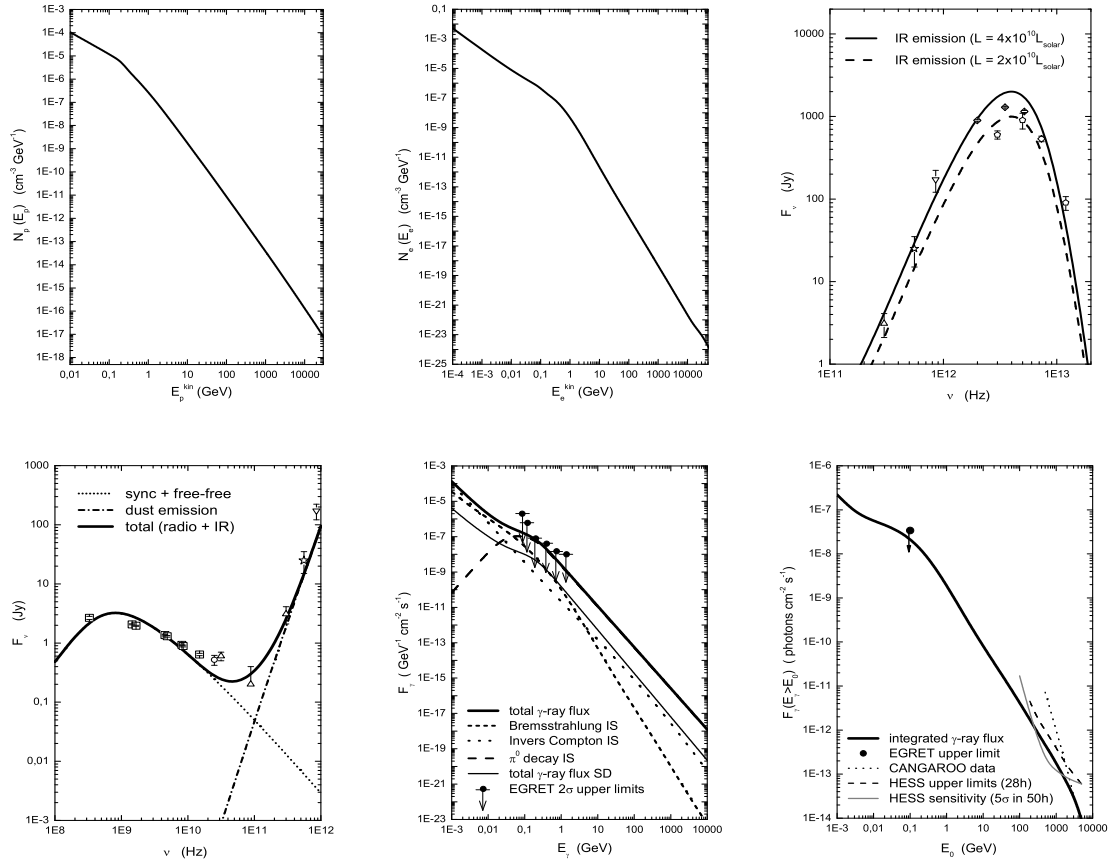 1E-3
1E-4
1E-5
1E-6
1E-7
1E-8
1E-9
1E-10
1E-11
1E-12
1E-13
1E-14
1E-15
1E-16
1E-17
1E-18
N_p(E_p) (cm^-3 GeV^-1)
0,01 0,1 1 10 100 1000 10000
E_p^kin (GeV)
0,1
1E-3
1E-5
1E-7
1E-9
1E-11
1E-13
1E-15
1E-17
1E-19
1E-21
1E-23
1E-25
N_e(E_e) (cm^-3 GeV^-1)
1E-4 1E-3 0,01 0,1 1 10 100 1000 10000
E_e^kin (GeV)
IR emission (L = 4x10^10 L_solar)
IR emission (L = 2x10^10 L_solar)
10000
1000
100
10
1
F_ν (Jy)
1E11 1E12 1E13
ν (Hz)
1000
100
10
1
0,1
0,01
1E-3
F_ν (Jy)
sync + free-free
dust emission
total (radio + IR)
1E8 1E9 1E10 1E11 1E12
ν (Hz)
1E-3
1E-5
1E-7
1E-9
1E-11
1E-13
1E-15
1E-17
1E-19
1E-21
1E-23
F_γ (GeV^-1 cm^-2 s^-1)
total γ-ray flux
Bremsstrahlung IS
Invers Compton IS
π^0 decay IS
total γ-ray flux SD
EGRET 2σ upper limits
1E-3 0,01 0,1 1 10 100 1000 10000
E_γ (GeV)
1E-6
1E-7
1E-8
1E-9
1E-10
1E-11
1E-12
1E-13
1E-14
F_γ(E_γ>E_0) ( photons cm^-2 s^-1)
integrated γ-ray flux
EGRET upper limit
CANGAROO data
HESS upper limits (28h)
HESS sensitivity (5σ in 50h)
1E-3 0,01 0,1 1 10 100 1000 10000
E_0 (GeV)